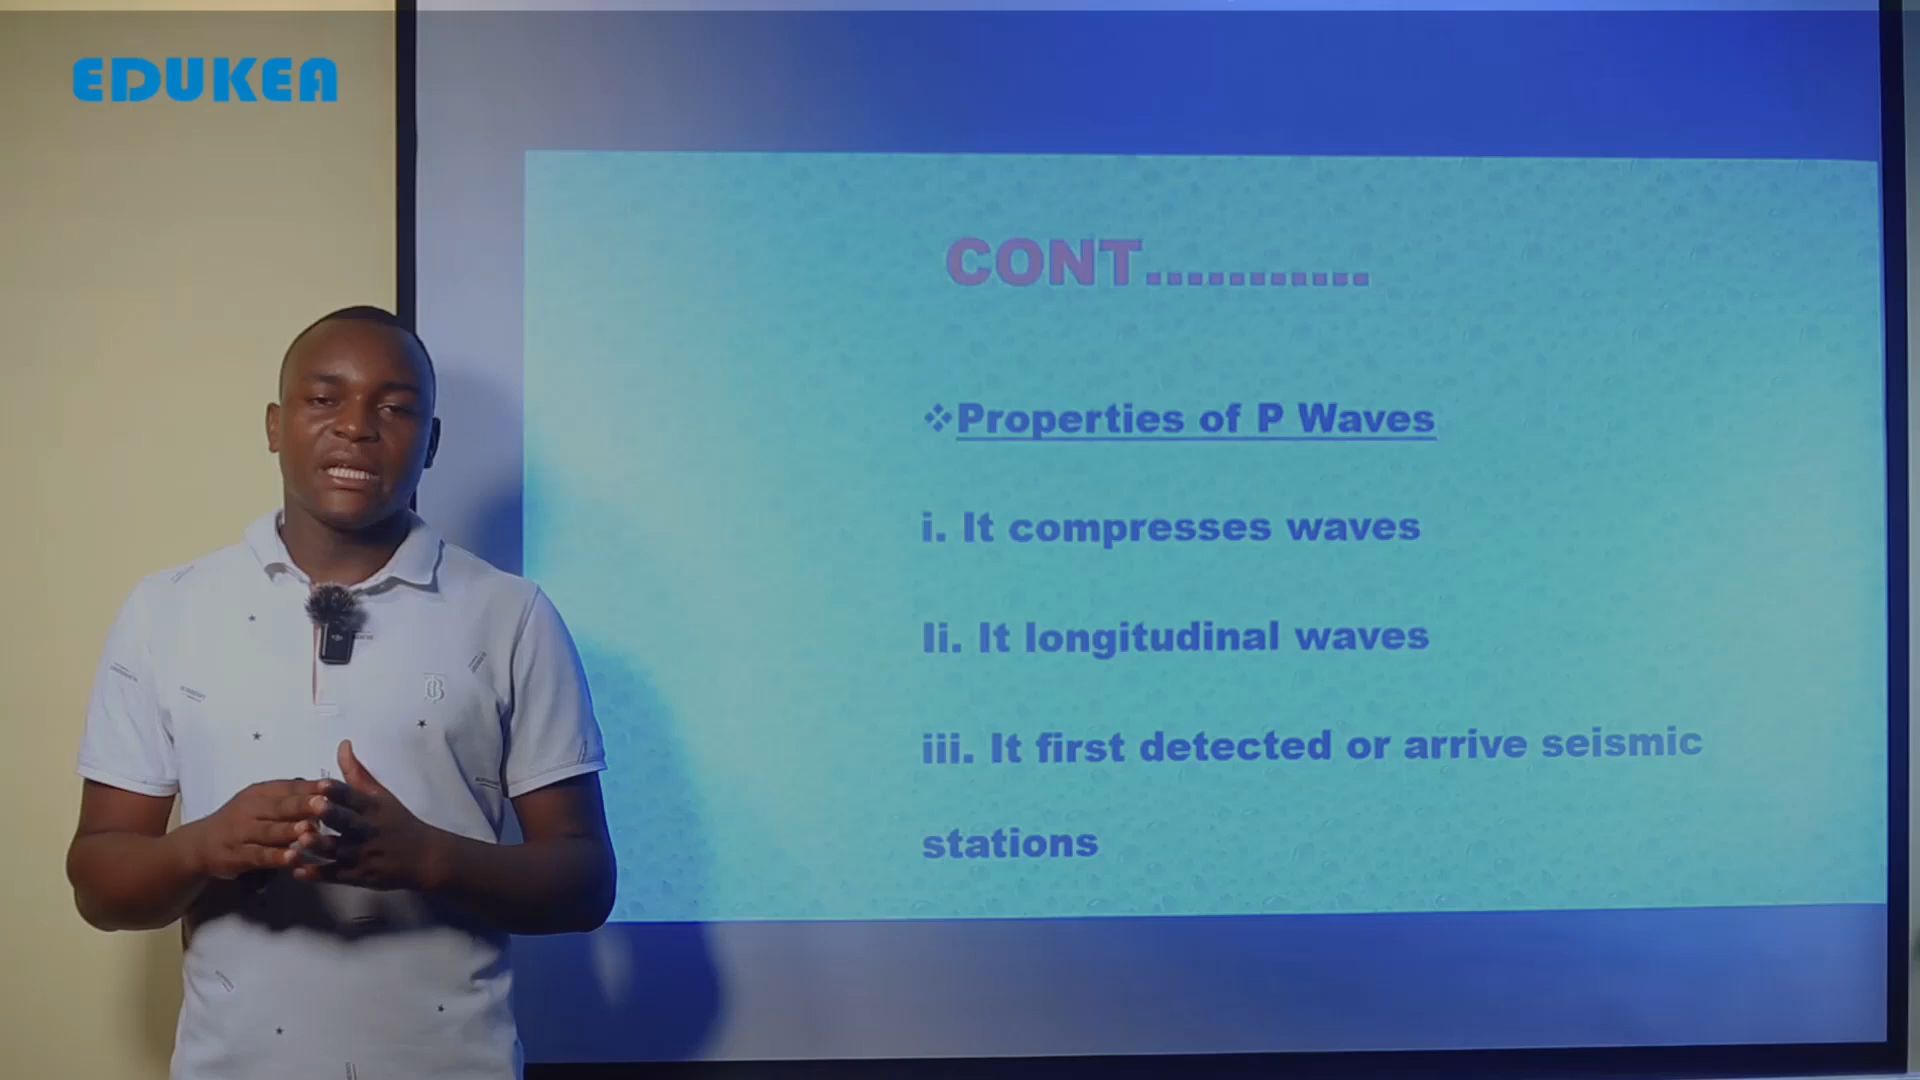 EDUKEA
CONT...........
❖Properties of P Waves
i. It compresses waves
Ii. It longitudinal waves
iii. It first detected or arrive seismic
stations